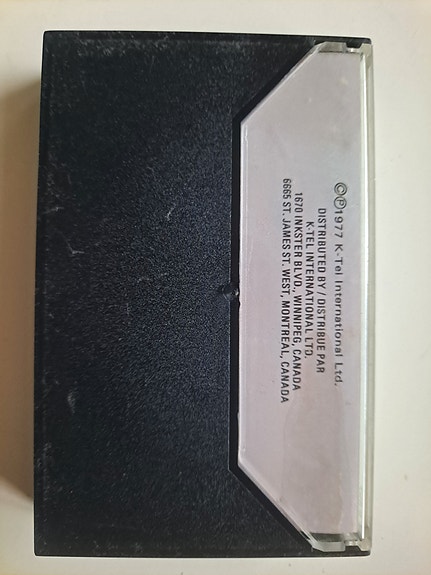 ©℗1977 K-Tel International Ltd.
DISTRIBUTED BY / DISTRIBUE PAR
K-TEL INTERNATIONAL LTD.
1670 INKSTER BLVD., WINNIPEG, CANADA
6665 ST. JAMES ST. WEST, MONTREAL, CANADA